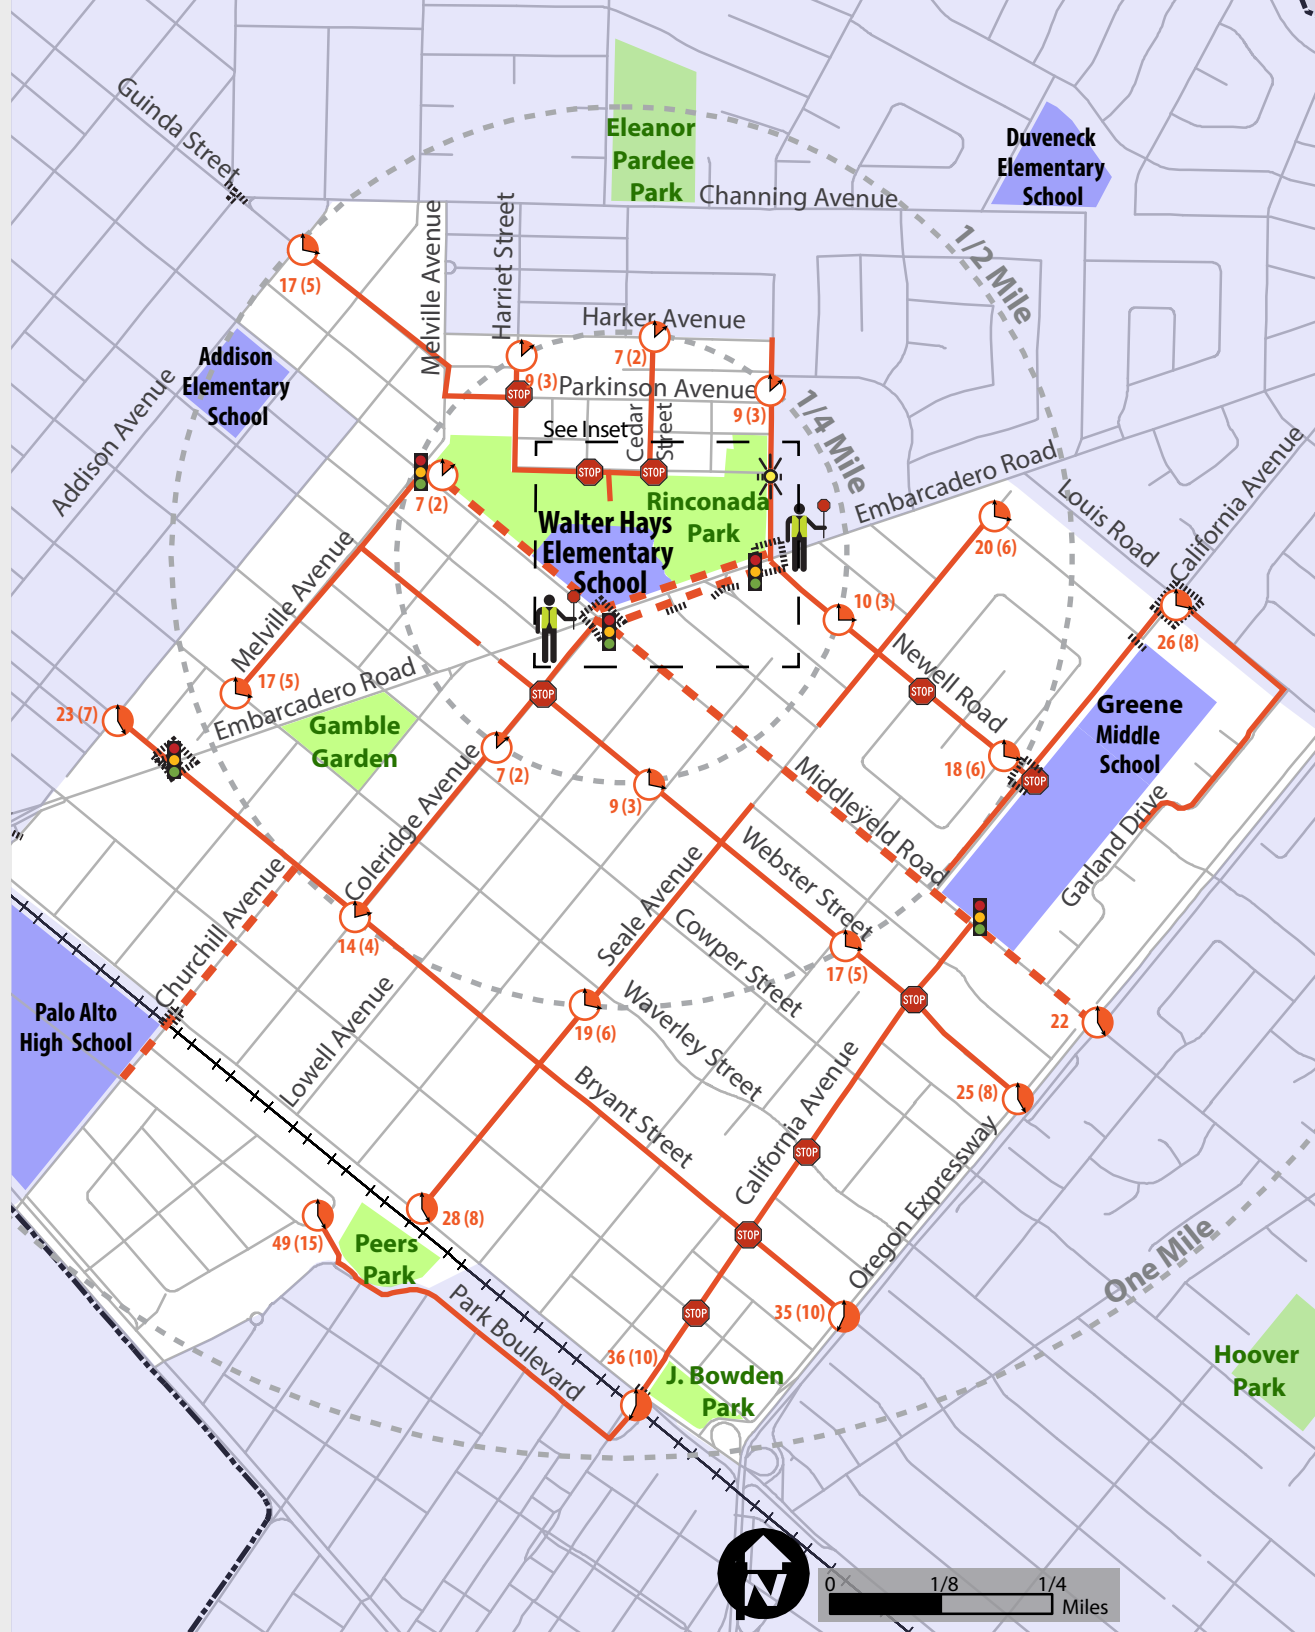 Guinda Street
Eleanor
Pardee
Park
Duveneck
Elementary
School
Channing Avenue
1/2 Mile
17 (5)
Melville Avenue
Harriet Street
Harker Avenue
7 (2)
9 (3)
Parkinson Avenue
STOP
9 (3)
1/4 Mile
Addison
Elementary
School
Addison Avenue
See Inset
Cedar
Street
STOP
STOP
7 (2)
Rinconada
Park
Walter Hays
Elementary
School
Embarcadero Road
Louis Road
California Avenue
20 (6)
10 (3)
26 (8)
Melville Avenue
17 (5)
Embarcadero Road
23 (7)
Gamble
Garden
STOP
7 (2)
Newell Road
STOP
18 (6)
STOP
Greene
Middle
School
9 (3)
Middleÿeld Road
Garland Drive
Coleridge Avenue
Churchill Avenue
14 (4)
Seale Avenue
Webster Street
Cowper Street
17 (5)
STOP
22
Palo Alto
High School
Lowell Avenue
19 (6)
Waverley Street
25 (8)
Bryant Street
California Avenue
STOP
Oregon Expressway
28 (8)
49 (15)
Peers
Park
STOP
STOP
35 (10)
One Mile
Park Boulevard
36 (10)
J. Bowden
Park
Hoover
Park
N
0
1/8
1/4
Miles